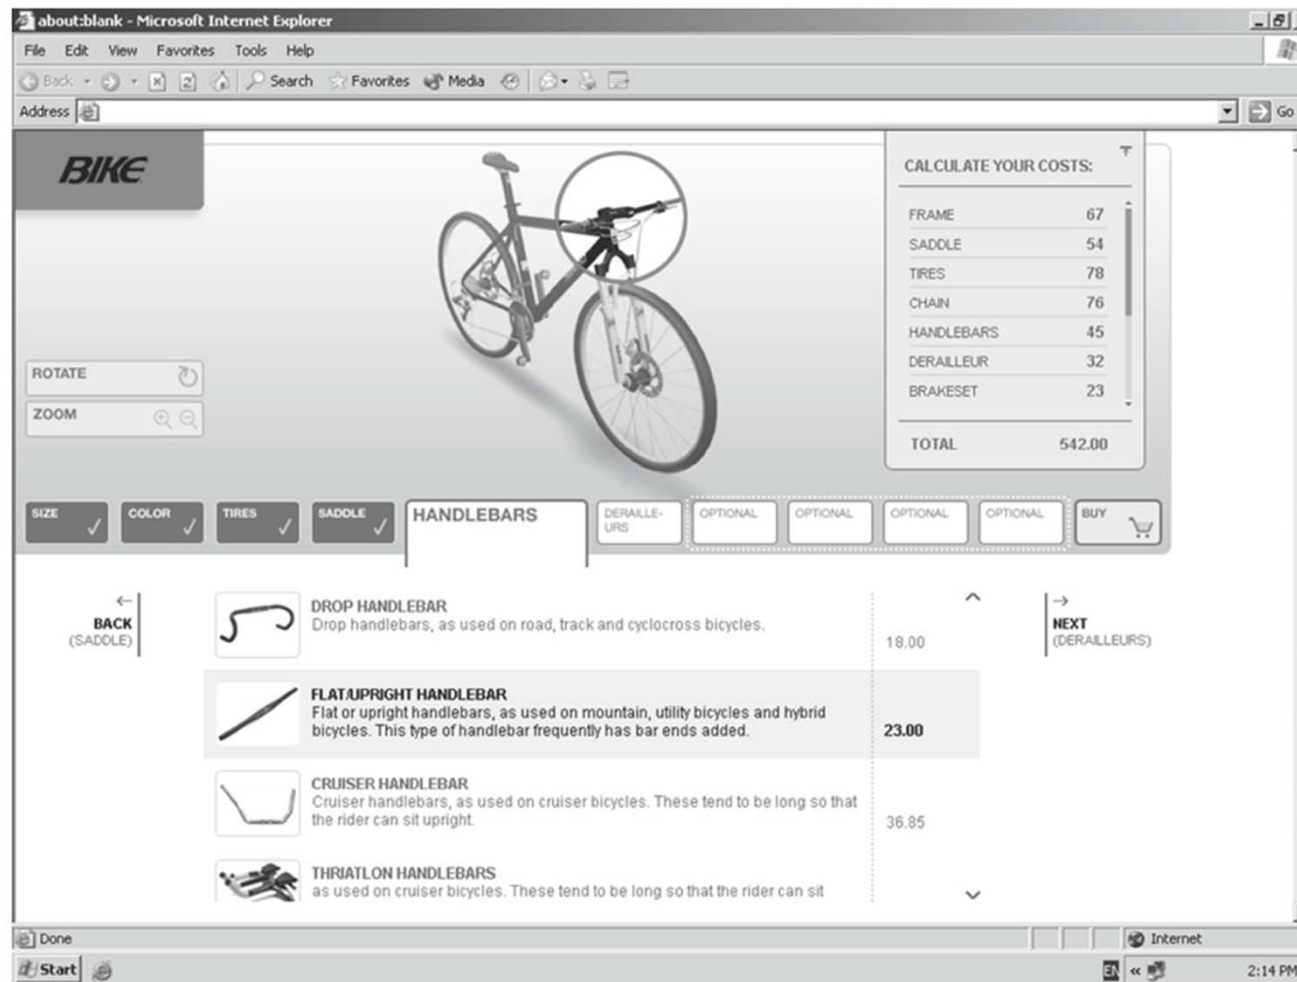 about:blank - Microsoft Internet Explorer
File Edit View Favorites Tools Help
Back Search Favorites Media
Address Go
BIKE
CALCULATE YOUR COSTS:
FRAME 67
SADDLE 54
TIRES 78
CHAIN 76
HANDLEBARS 45
DERAILLEUR 32
BRAKESET 23
TOTAL 542.00
ROTATE
ZOOM
SIZE COLOR TIRES SADDLE HANDLEBARS DERAILLE- OPTIONAL OPTIONAL OPTIONAL OPTIONAL BUY
URS
BACK
(SADDLE)
DROP HANDLEBAR
Drop handlebars, as used on road, track and cyclocross bicycles.
18.00
FLAT/UPRIGHT HANDLEBAR
Flat or upright handlebars, as used on mountain, utility bicycles and hybrid
bicycles. This type of handlebar frequently has bar ends added. 23.00
CRUISER HANDLEBAR
Cruiser handlebars, as used on cruiser bicycles. These tend to be long so that
the rider can sit upright. 36.85
THRIATLON HANDLEBARS
as used on cruiser bicycles. These tend to be long so that the rider can sit
NEXT
(DERAILLEURS)
Done Internet
Start EN « 2:14 PM